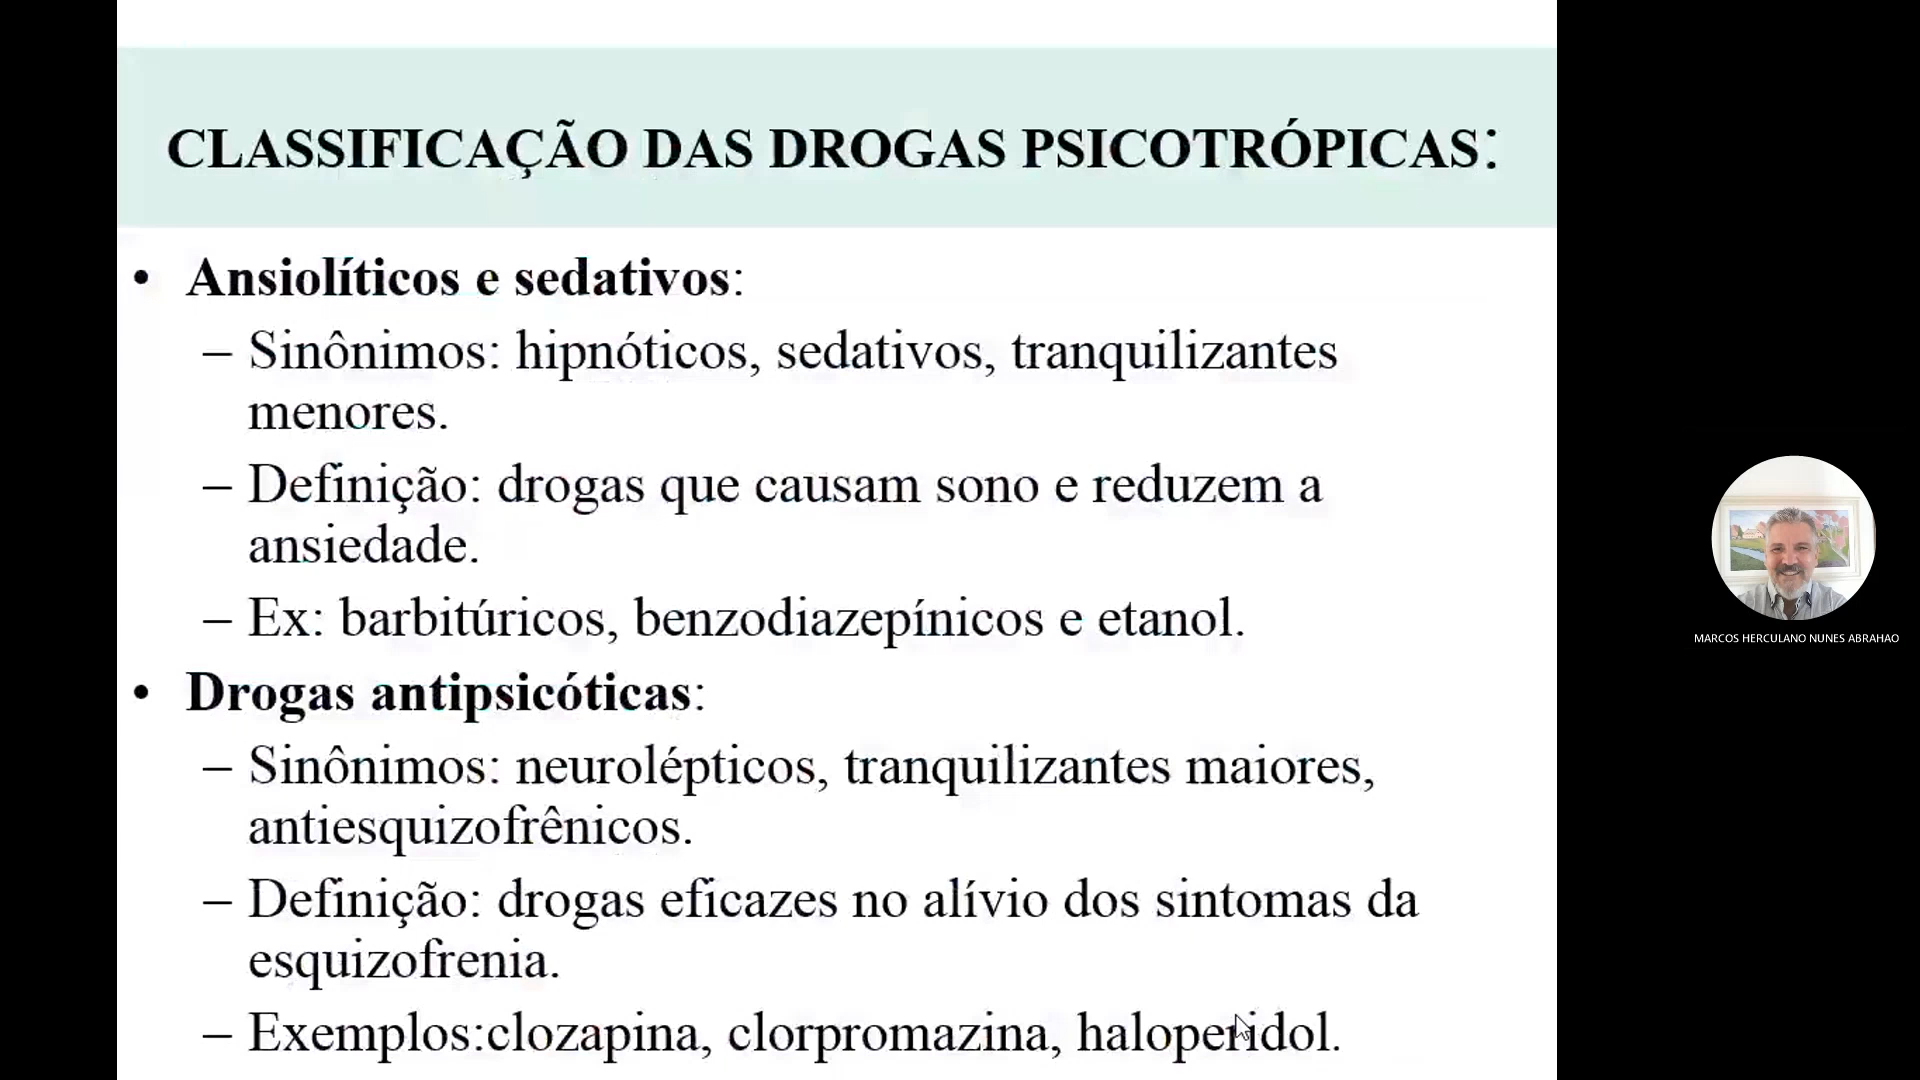 CLASSIFICAÇÃO DAS DROGAS PSICOTRÓPICAS:
• Ansiolíticos e sedativos:
– Sinônimos: hipnóticos, sedativos, tranquilizantes
menores.
– Definição: drogas que causam sono e reduzem a
ansiedade.
– Ex: barbitúricos, benzodiazepínicos e etanol.
• Drogas antipsicóticas:
– Sinônimos: neurolépticos, tranquilizantes maiores,
antiesquizofrênicos.
– Definição: drogas eficazes no alívio dos sintomas da
esquizofrenia.
– Exemplos:clozapina, clorpromazina, haloperidol.
MARCOS HERCULANO NUNES ABRAHAO